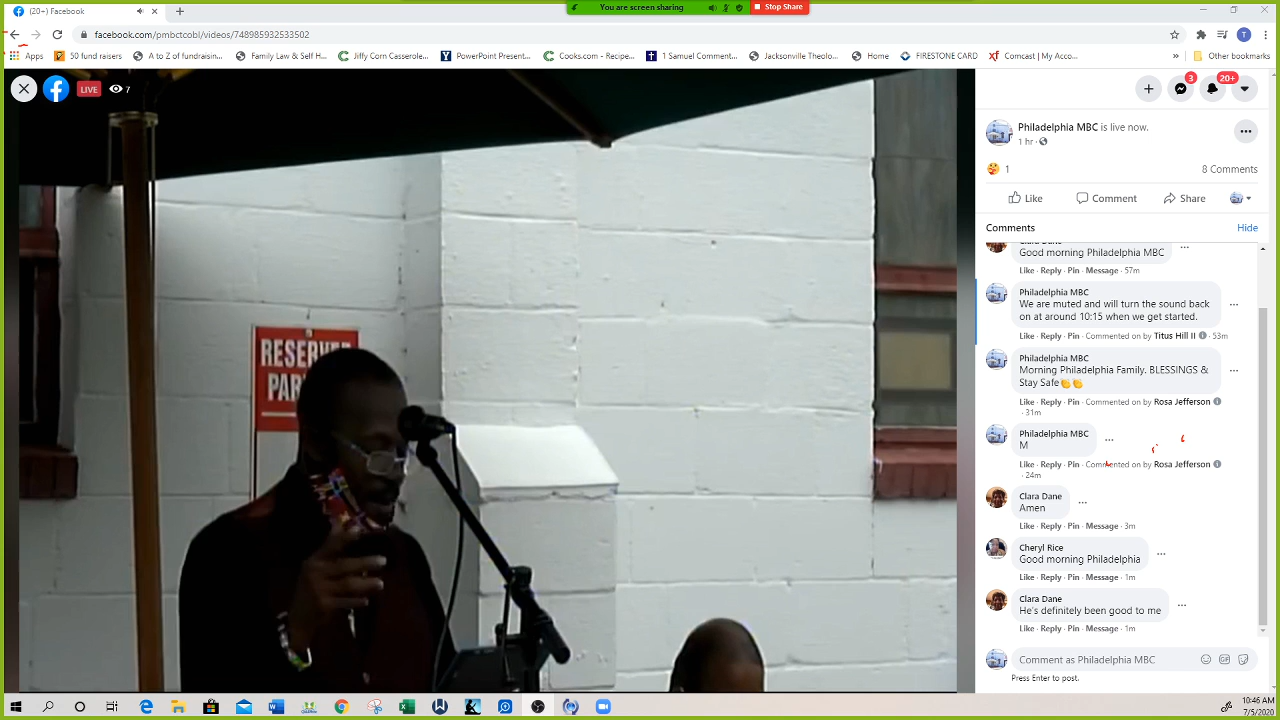 You are screen sharing
Stop Share
(20+) Facebook
facebook.com/pmbctcobl/videos/748985932533502
T
Apps
50 fund raisers
A to Z of fundraisin...
Family Law & Self H...
Jiffy Corn Casserole...
PowerPoint Present...
Cooks.com - Recipe...
1 Samuel Comment...
Jacksonville Theolo...
Home
FIRESTONE CARD
Comcast | My Acco...
»
Other bookmarks
LIVE
7
3
20+
Philadelphia MBC is live now.
1 hr ·
1
8 Comments
Like
Comment
Share
Comments
Hide
Good morning Philadelphia MBC
Like · Reply · Pin · Message · 57m
Philadelphia MBC
We are muted and will turn the sound back
on at around 10:15 when we get started.
Like · Reply · Pin · Commented on by Titus Hill II · 53m
Philadelphia MBC
Morning Philadelphia Family. BLESSINGS &
Stay Safe👏👏
Like · Reply · Pin · Commented on by Rosa Jefferson
· 31m
Philadelphia MBC
M
Like · Reply · Pin · Commented on by Rosa Jefferson
· 24m
Clara Dane
Amen
Like · Reply · Pin · Message · 3m
Cheryl Rice
Good morning Philadelphia
Like · Reply · Pin · Message · 1m
Clara Dane
He's definitely been good to me
Like · Reply · Pin · Message · 1m
Comment as Philadelphia MBC
GIF
Press Enter to post.
RESERVE
PAR
10:46 AM
7/5/2020